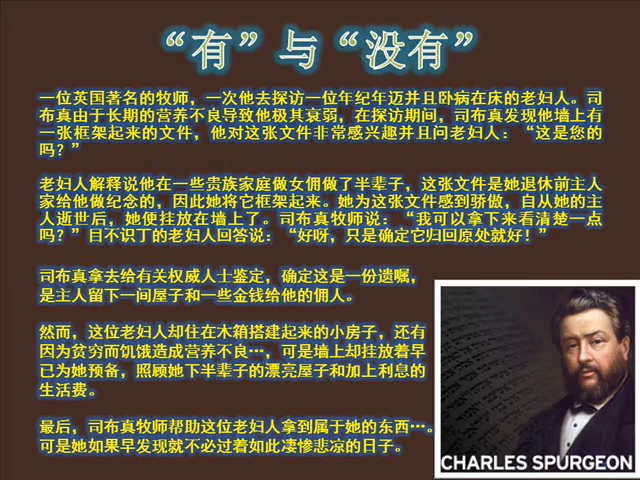 “有”与“没有”
一位英国著名的牧师，一次他去探访一位年纪年迈并且卧病在床的老妇人。司
布真由于长期的营养不良导致他极其衰弱，在探访期间，司布真发现他墙上有
一张框架起来的文件，他对这张文件非常感兴趣并且问老妇人：“这是您的
吗？”
老妇人解释说他在一些贵族家庭做女佣做了半辈子，这张文件是她退休前主人
家给他做纪念的，因此她将它框架起来。她为这张文件感到骄傲，自从她的主
人逝世后，她便挂放在墙上了。司布真牧师说：“我可以拿下来看清楚一点
吗？”目不识丁的老妇人回答说：“好呀，只是确定它归回原处就好！”
司布真拿去给有关权威人士鉴定，确定这是一份遗嘱，
是主人留下一间屋子和一些金钱给他的佣人。
然而，这位老妇人却住在木箱搭建起来的小房子，还有
因为贫穷而饥饿造成营养不良…，可是墙上却挂放着早
已为她预备，照顾她下半辈子的漂亮屋子和加上利息的
生活费。
最后，司布真牧师帮助这位老妇人拿到属于她的东西…。
可是她如果早发现就不必过着如此凄惨悲凉的日子。
CHARLES SPURGEON